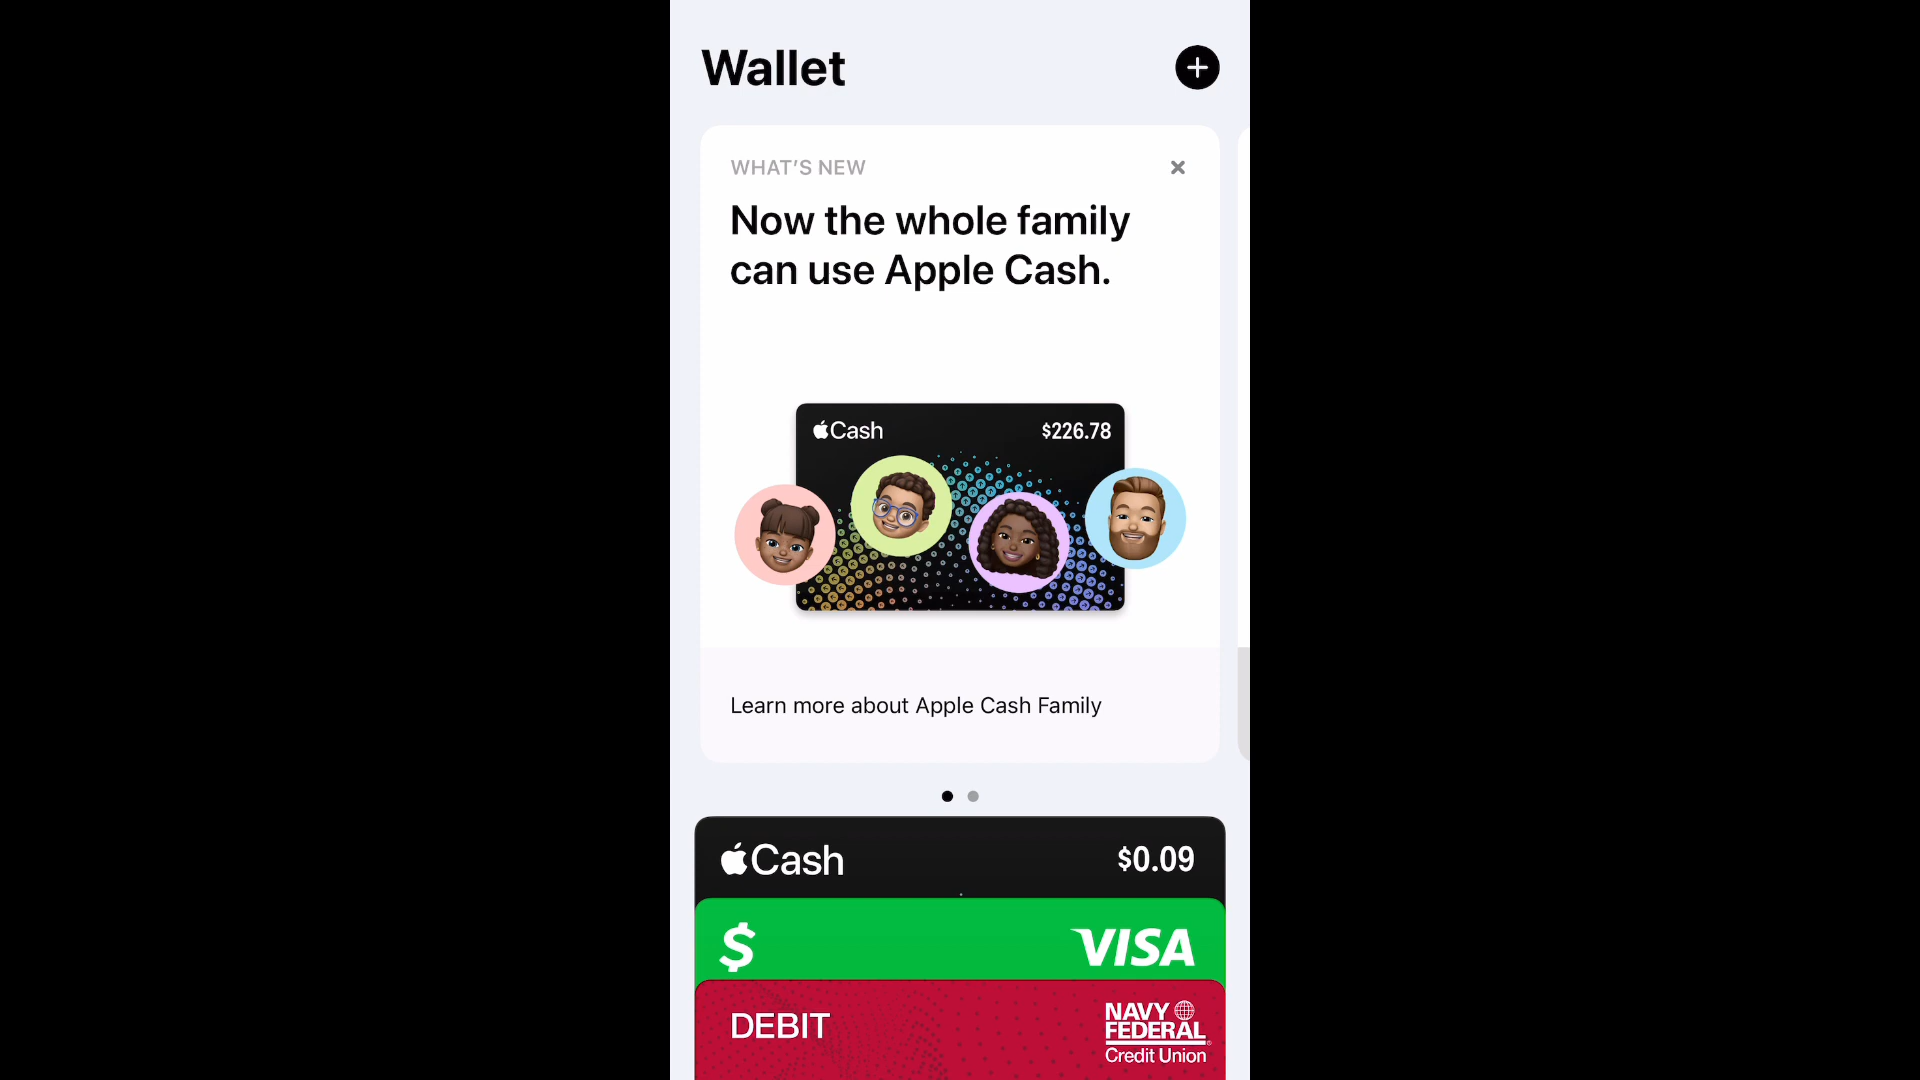 Wallet
WHAT’S NEW
Now the whole family
can use Apple Cash.
Cash $226.78
Learn more about Apple Cash Family
Cash $0.09
$ VISA
DEBIT
NAVY
FEDERAL
Credit Union